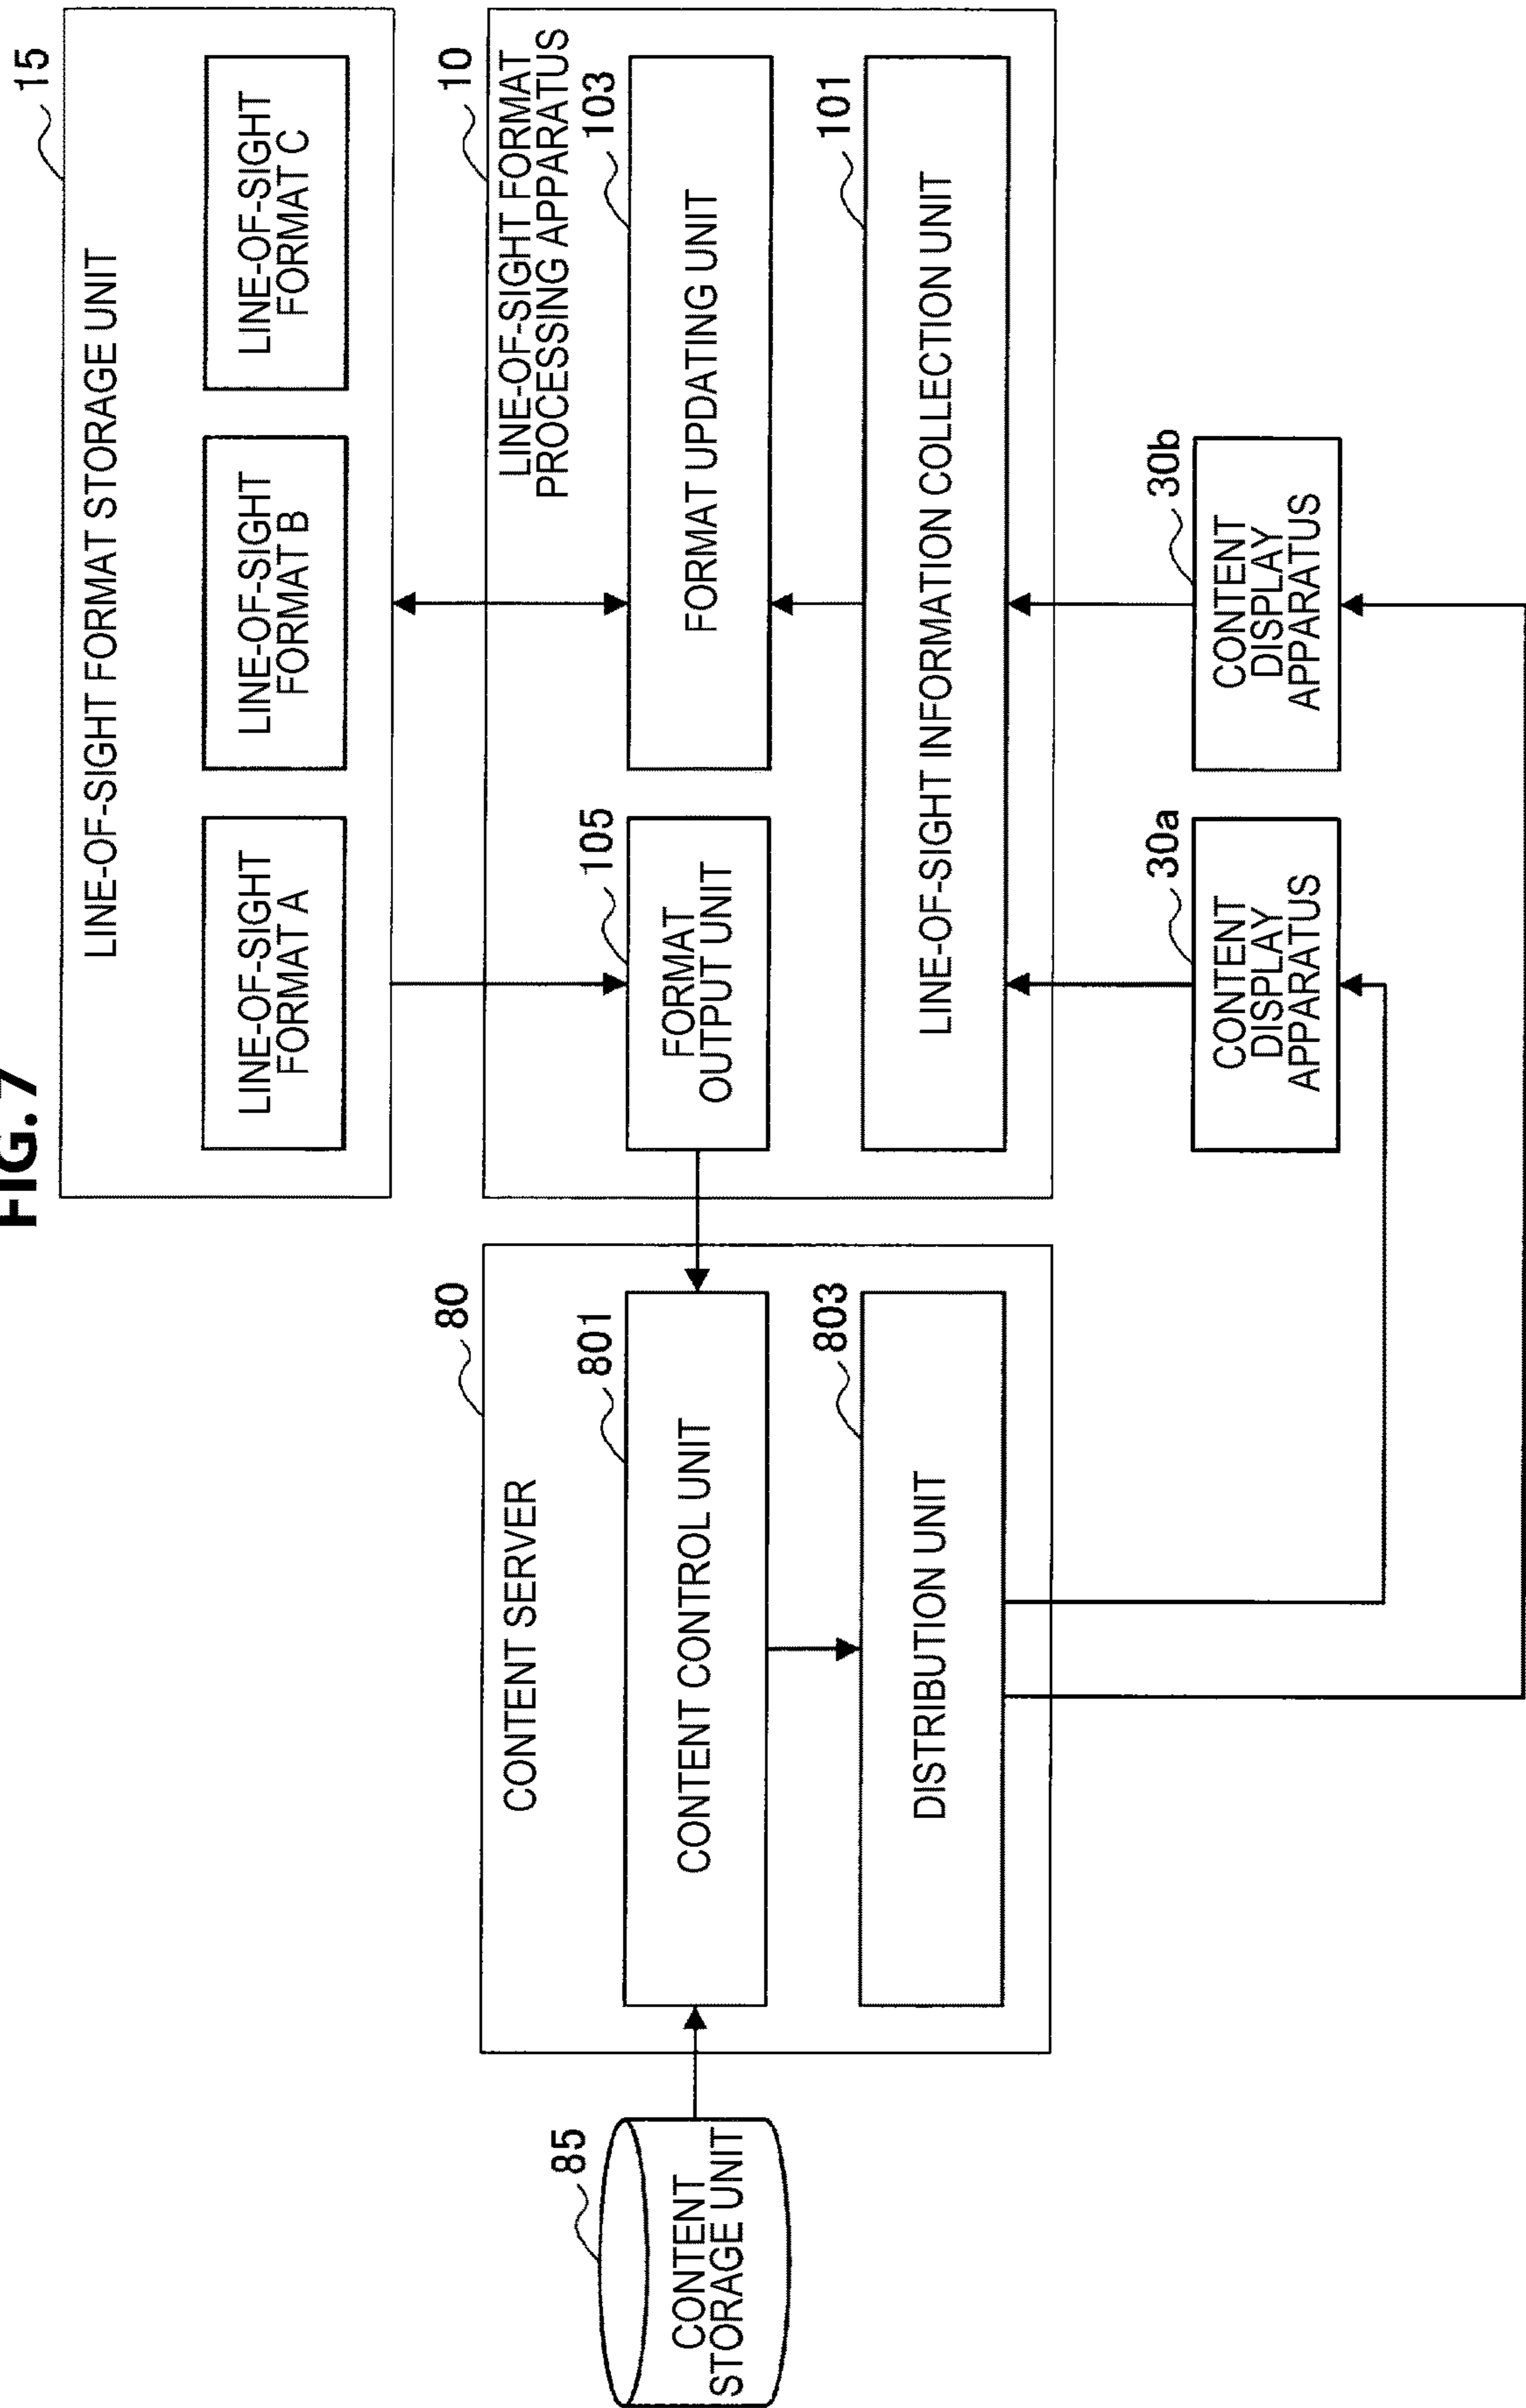 FIG.7
15
LINE-OF-SIGHT FORMAT STORAGE UNIT
LINE-OF-SIGHT
FORMAT A
LINE-OF-SIGHT
FORMAT B
LINE-OF-SIGHT
FORMAT C
10
LINE-OF-SIGHT FORMAT
PROCESSING APPARATUS
105
FORMAT
OUTPUT UNIT
103
FORMAT UPDATING UNIT
101
LINE-OF-SIGHT INFORMATION COLLECTION UNIT
80
CONTENT SERVER
801
CONTENT CONTROL UNIT
803
DISTRIBUTION UNIT
85
CONTENT
STORAGE UNIT
30a
CONTENT
DISPLAY
APPARATUS
30b
CONTENT
DISPLAY
APPARATUS